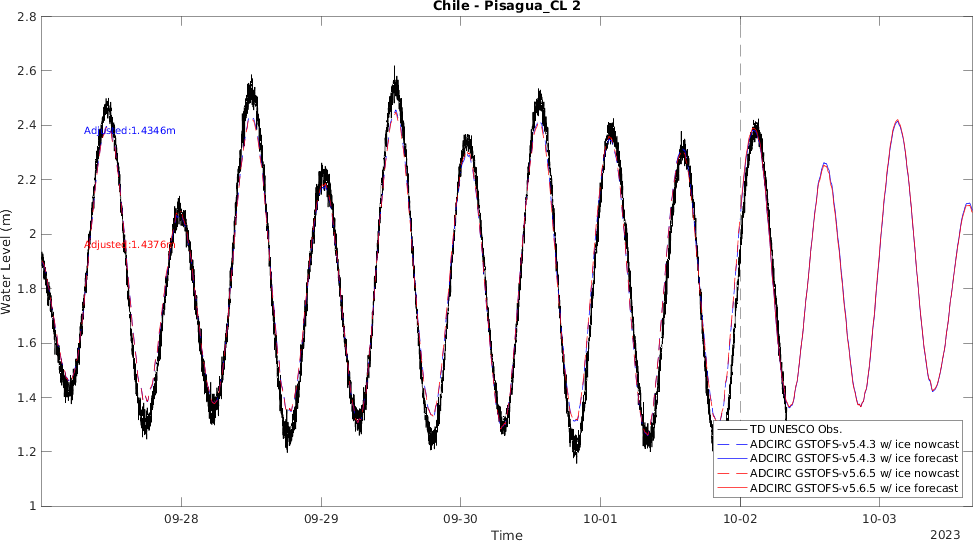 Chile - Pisagua_CL 2
2.8
2.6
2.4
2.2
2
1.8
1.6
1.4
1.2
1
Water Level (m)
Adjusted:1.4346m
Adjusted:1.4376m
TD UNESCO Obs.
ADCIRC GSTOFS-v5.4.3 w/ ice nowcast
ADCIRC GSTOFS-v5.4.3 w/ ice forecast
ADCIRC GSTOFS-v5.6.5 w/ ice nowcast
ADCIRC GSTOFS-v5.6.5 w/ ice forecast
09-28 09-29 09-30 10-01 10-02 10-03
Time
2023